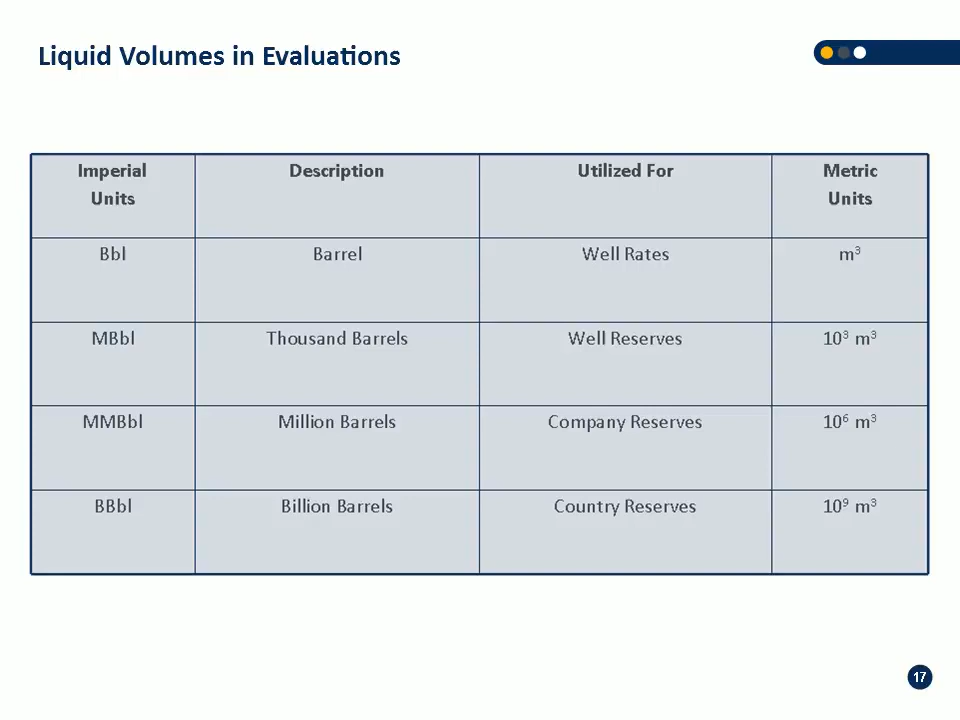 Liquid Volumes in Evaluations
Imperial Units
Description
Utilized For
Metric Units
Bbl
Barrel
Well Rates
m³
MBbl
Thousand Barrels
Well Reserves
10³ m³
MMBbl
Million Barrels
Company Reserves
10⁶ m³
BBbl
Billion Barrels
Country Reserves
10⁹ m³
17